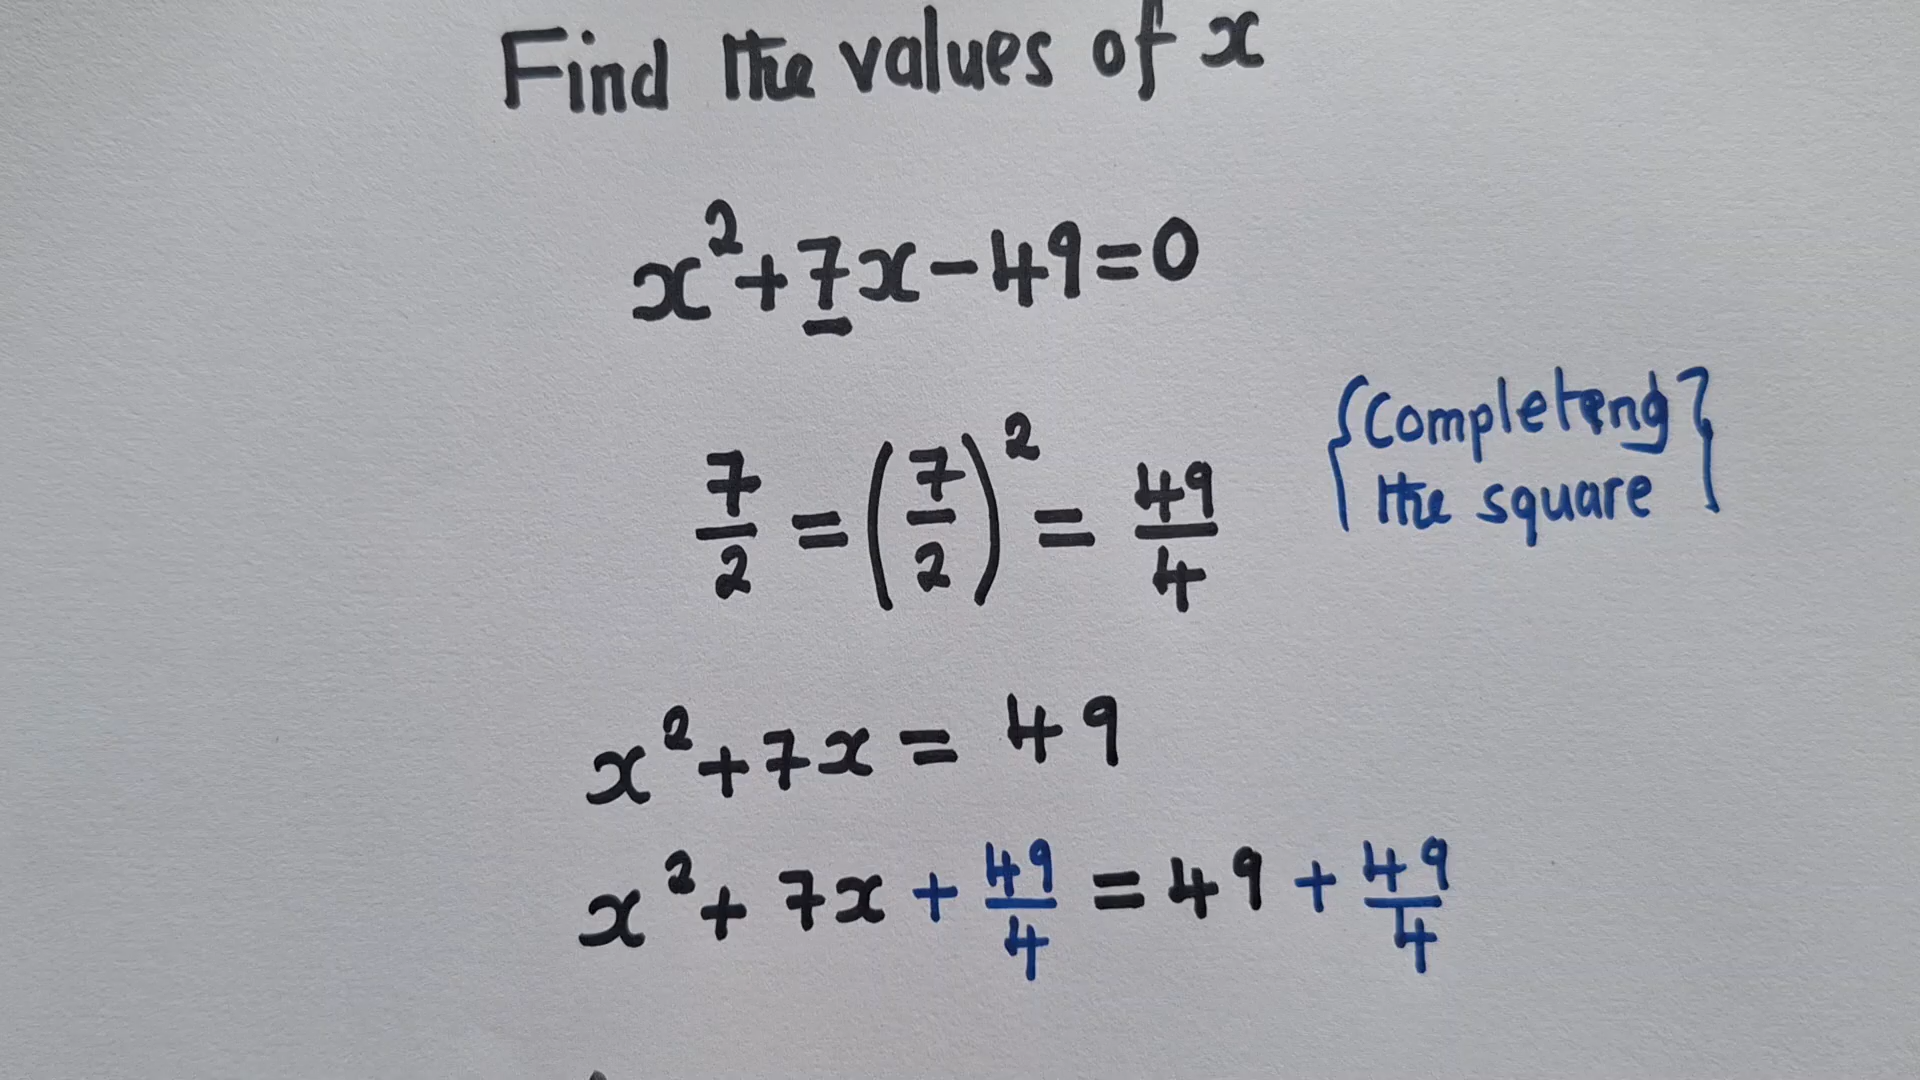 Find the values of x
x²+7x-49=0
7/2 = (7/2)² = 49/4
{Completeng
the square}
x²+7x = 49
x²+7x + 49/4 = 49 + 49/4